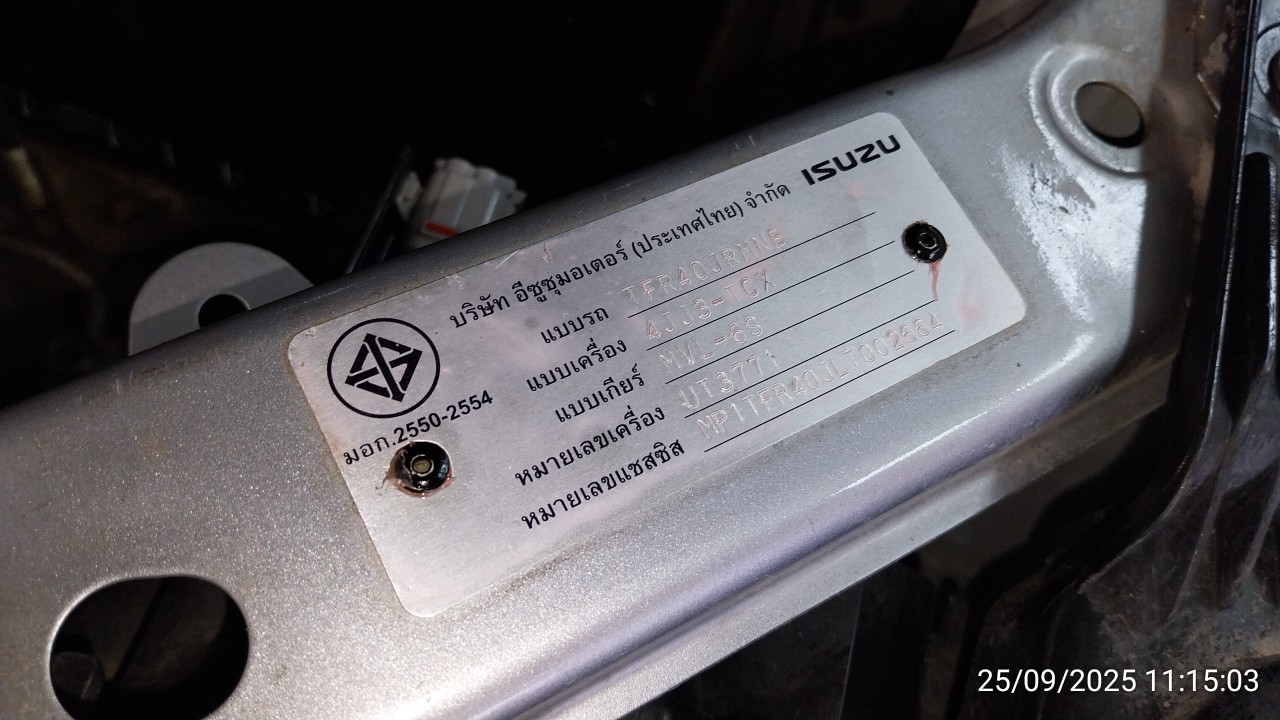 ISUZU
บริษัท อีซูซุมอเตอร์ (ประเทศไทย) จำกัด
แบบรถ TFR40JRMNB
แบบเครื่อง 4JJ3-TCX
แบบเกียร์ MVL-6S
หมายเลขเครื่อง UT3771
หมายเลขแชสซิส MP1TFR40JLT002564
มอก.2550-2554
25/09/2025 11:15:03